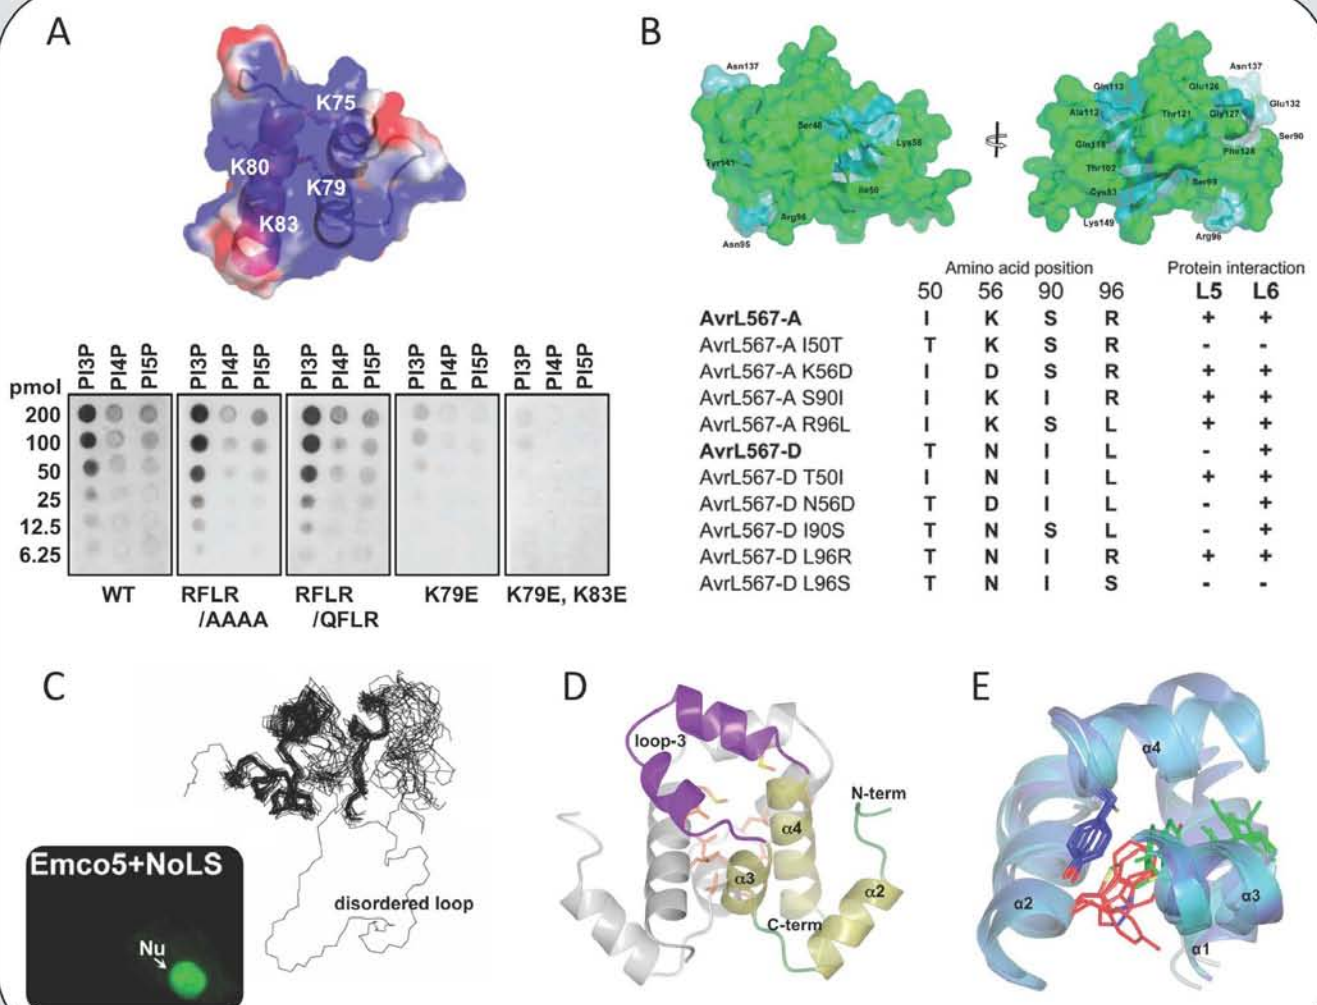 A
K75
K80
K79
K83
pmol
PI3P PI4P PI5P PI3P PI4P PI5P PI3P PI4P PI5P PI3P PI4P PI5P PI3P PI4P PI5P
200
100
50
25
12.5
6.25
WT
RFLR
/AAAA
RFLR
/QFLR
K79E
K79E, K83E
B
Asn137
Ser48
Lys56
Tyr141
Ile50
Arg96
Asn95
Asn137
Gln113
Glu126
Glu132
Ala112
Thr121
Gly127
Ser90
Gln118
Phe128
Thr102
Ser99
Cys93
Lys149
Arg96
Amino acid position Protein interaction
50 56 90 96 L5 L6
AvrL567-A I K S R + +
AvrL567-A I50T T K S R - -
AvrL567-A K56D I D S R + +
AvrL567-A S90I I K I R + +
AvrL567-A R96L I K S L + +
AvrL567-D T N I L - +
AvrL567-D T50I I N I L + +
AvrL567-D N56D T D I L - +
AvrL567-D I90S T N S L - +
AvrL567-D L96R T N I R + +
AvrL567-D L96S T N I S - -
C
Emco5+NoLS
Nu
disordered loop
D
loop-3
N-term
α4
α3
α2
C-term
E
α4
α2
α3
α1